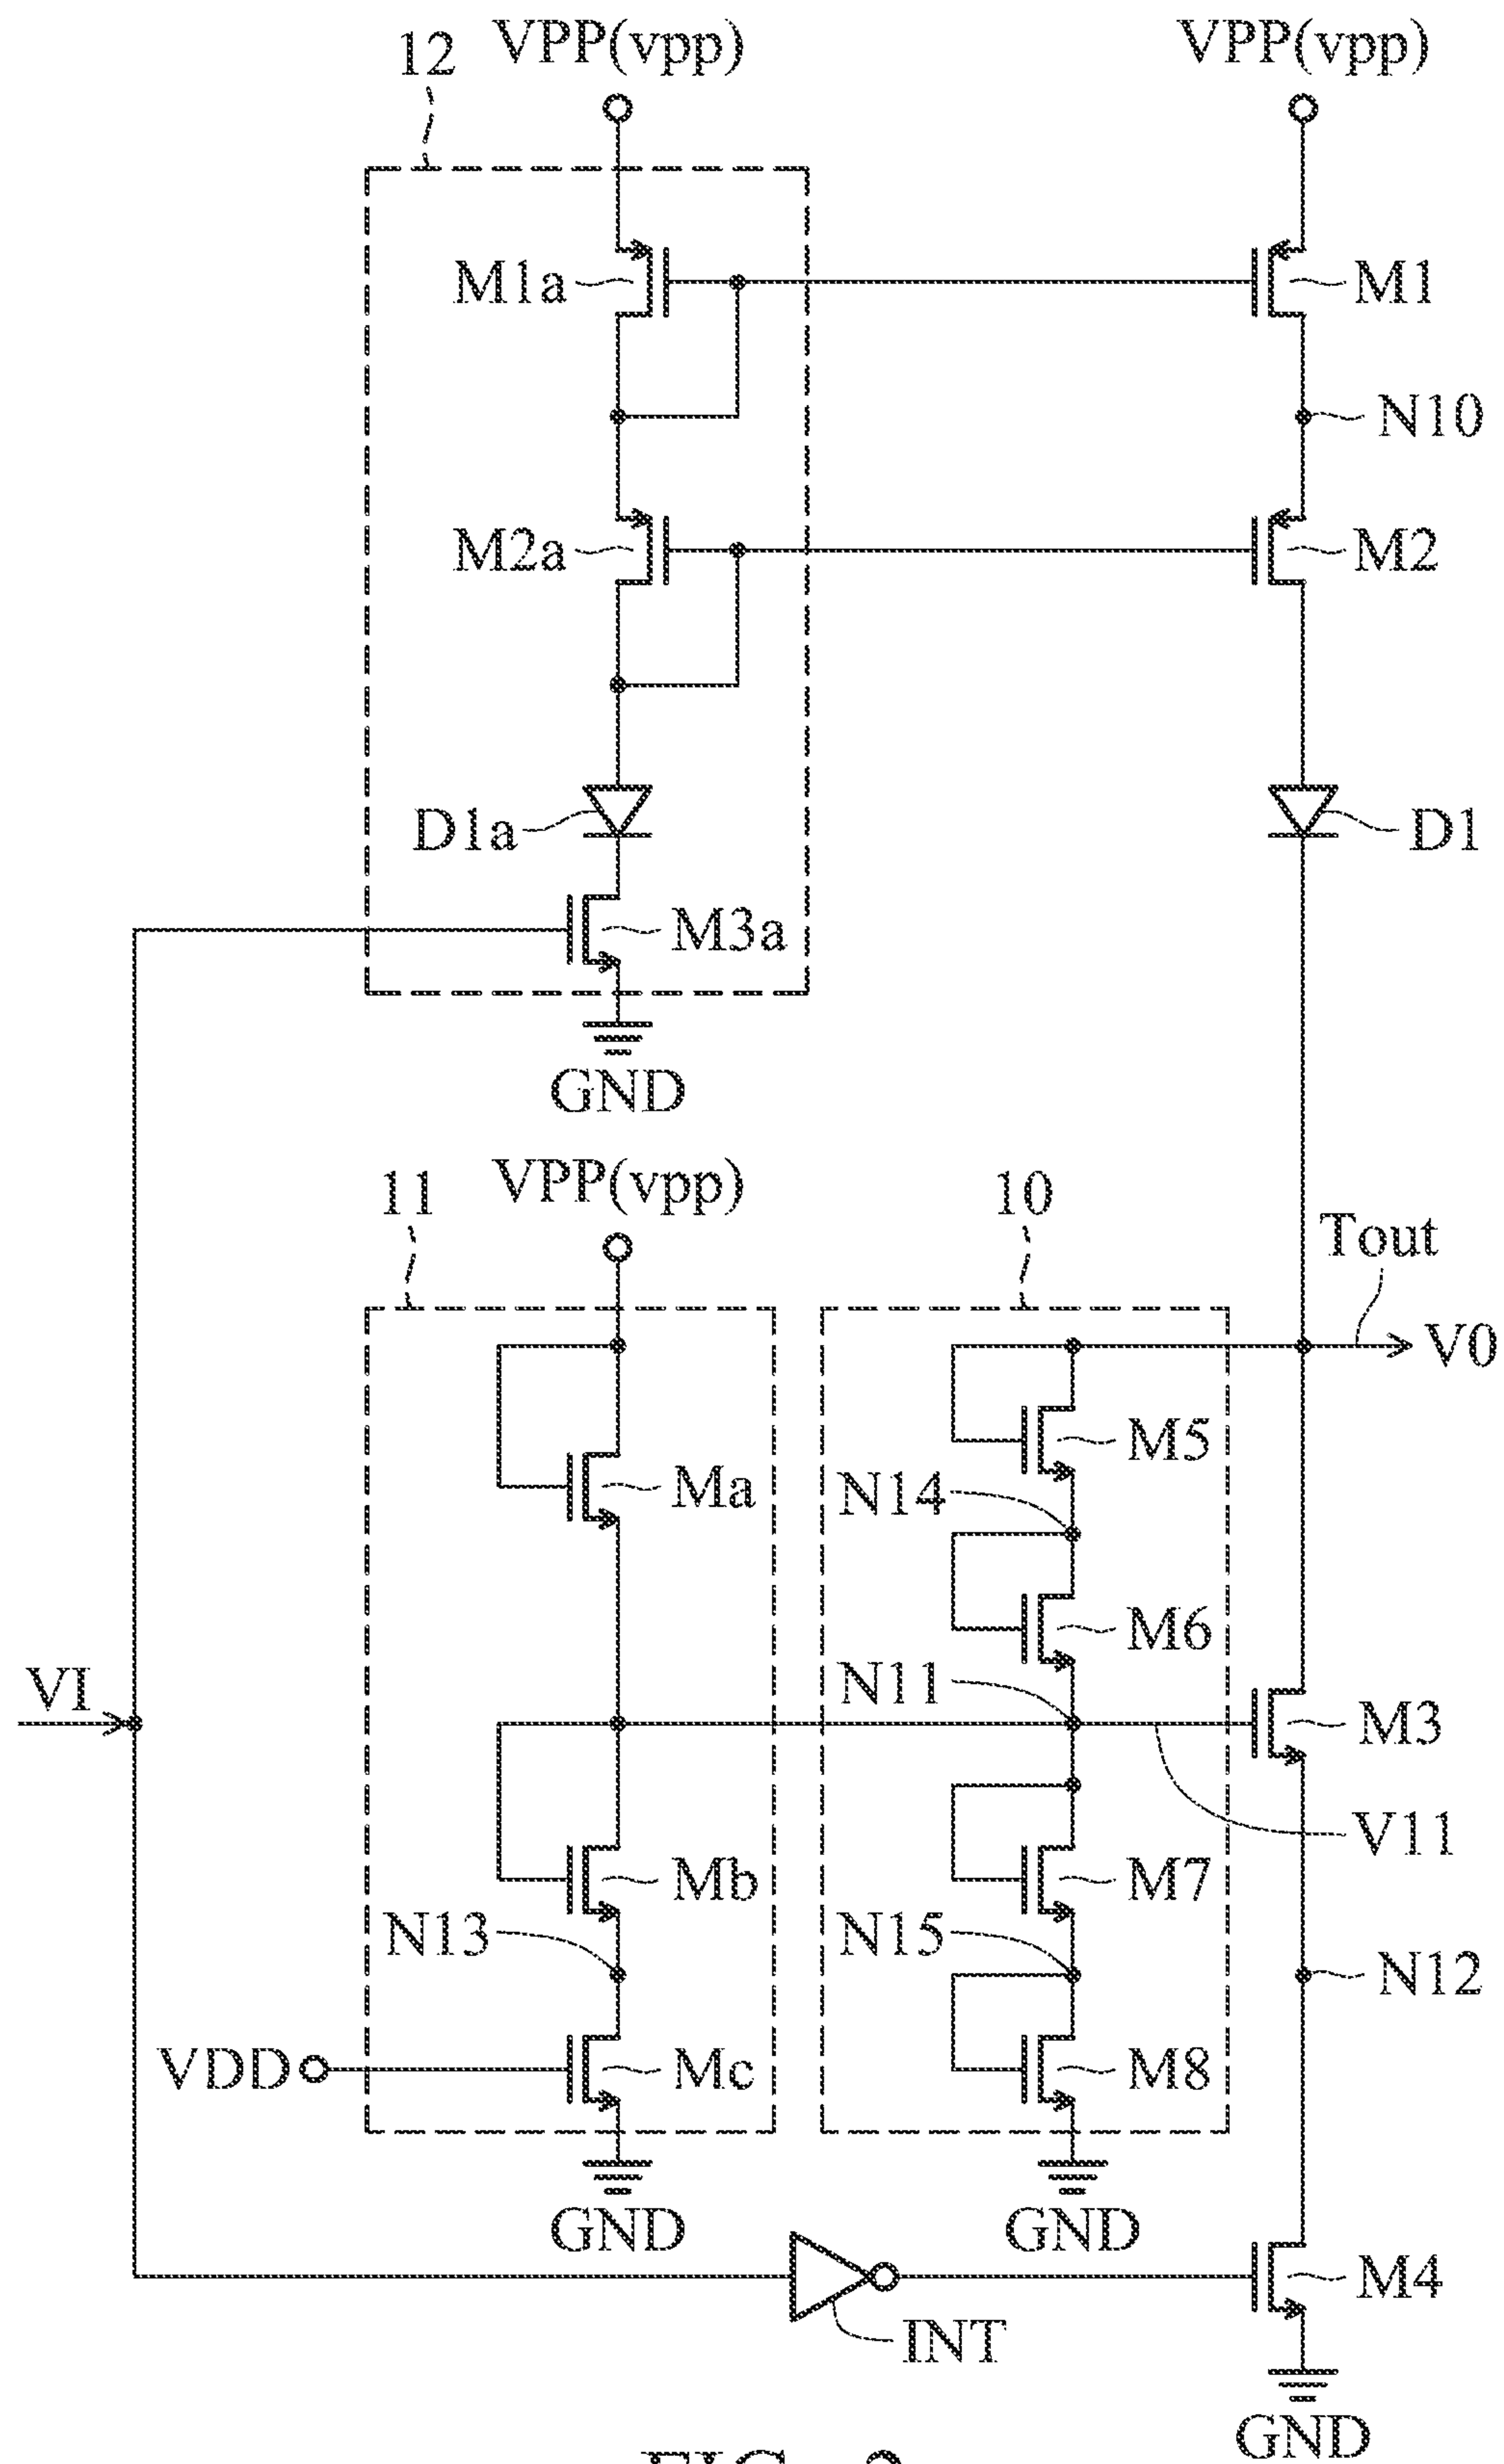 12
VPP(vpp)
VPP(vpp)
M1a
M1
N10
M2a
M2
D1a
D1
M3a
GND
11
VPP(vpp)
10
Tout
V0
M5
Ma
N14
M6
N11
VI
M3
V11
Mb
M7
N13
N15
N12
VDD
Mc
M8
GND
GND
M4
INT
GND